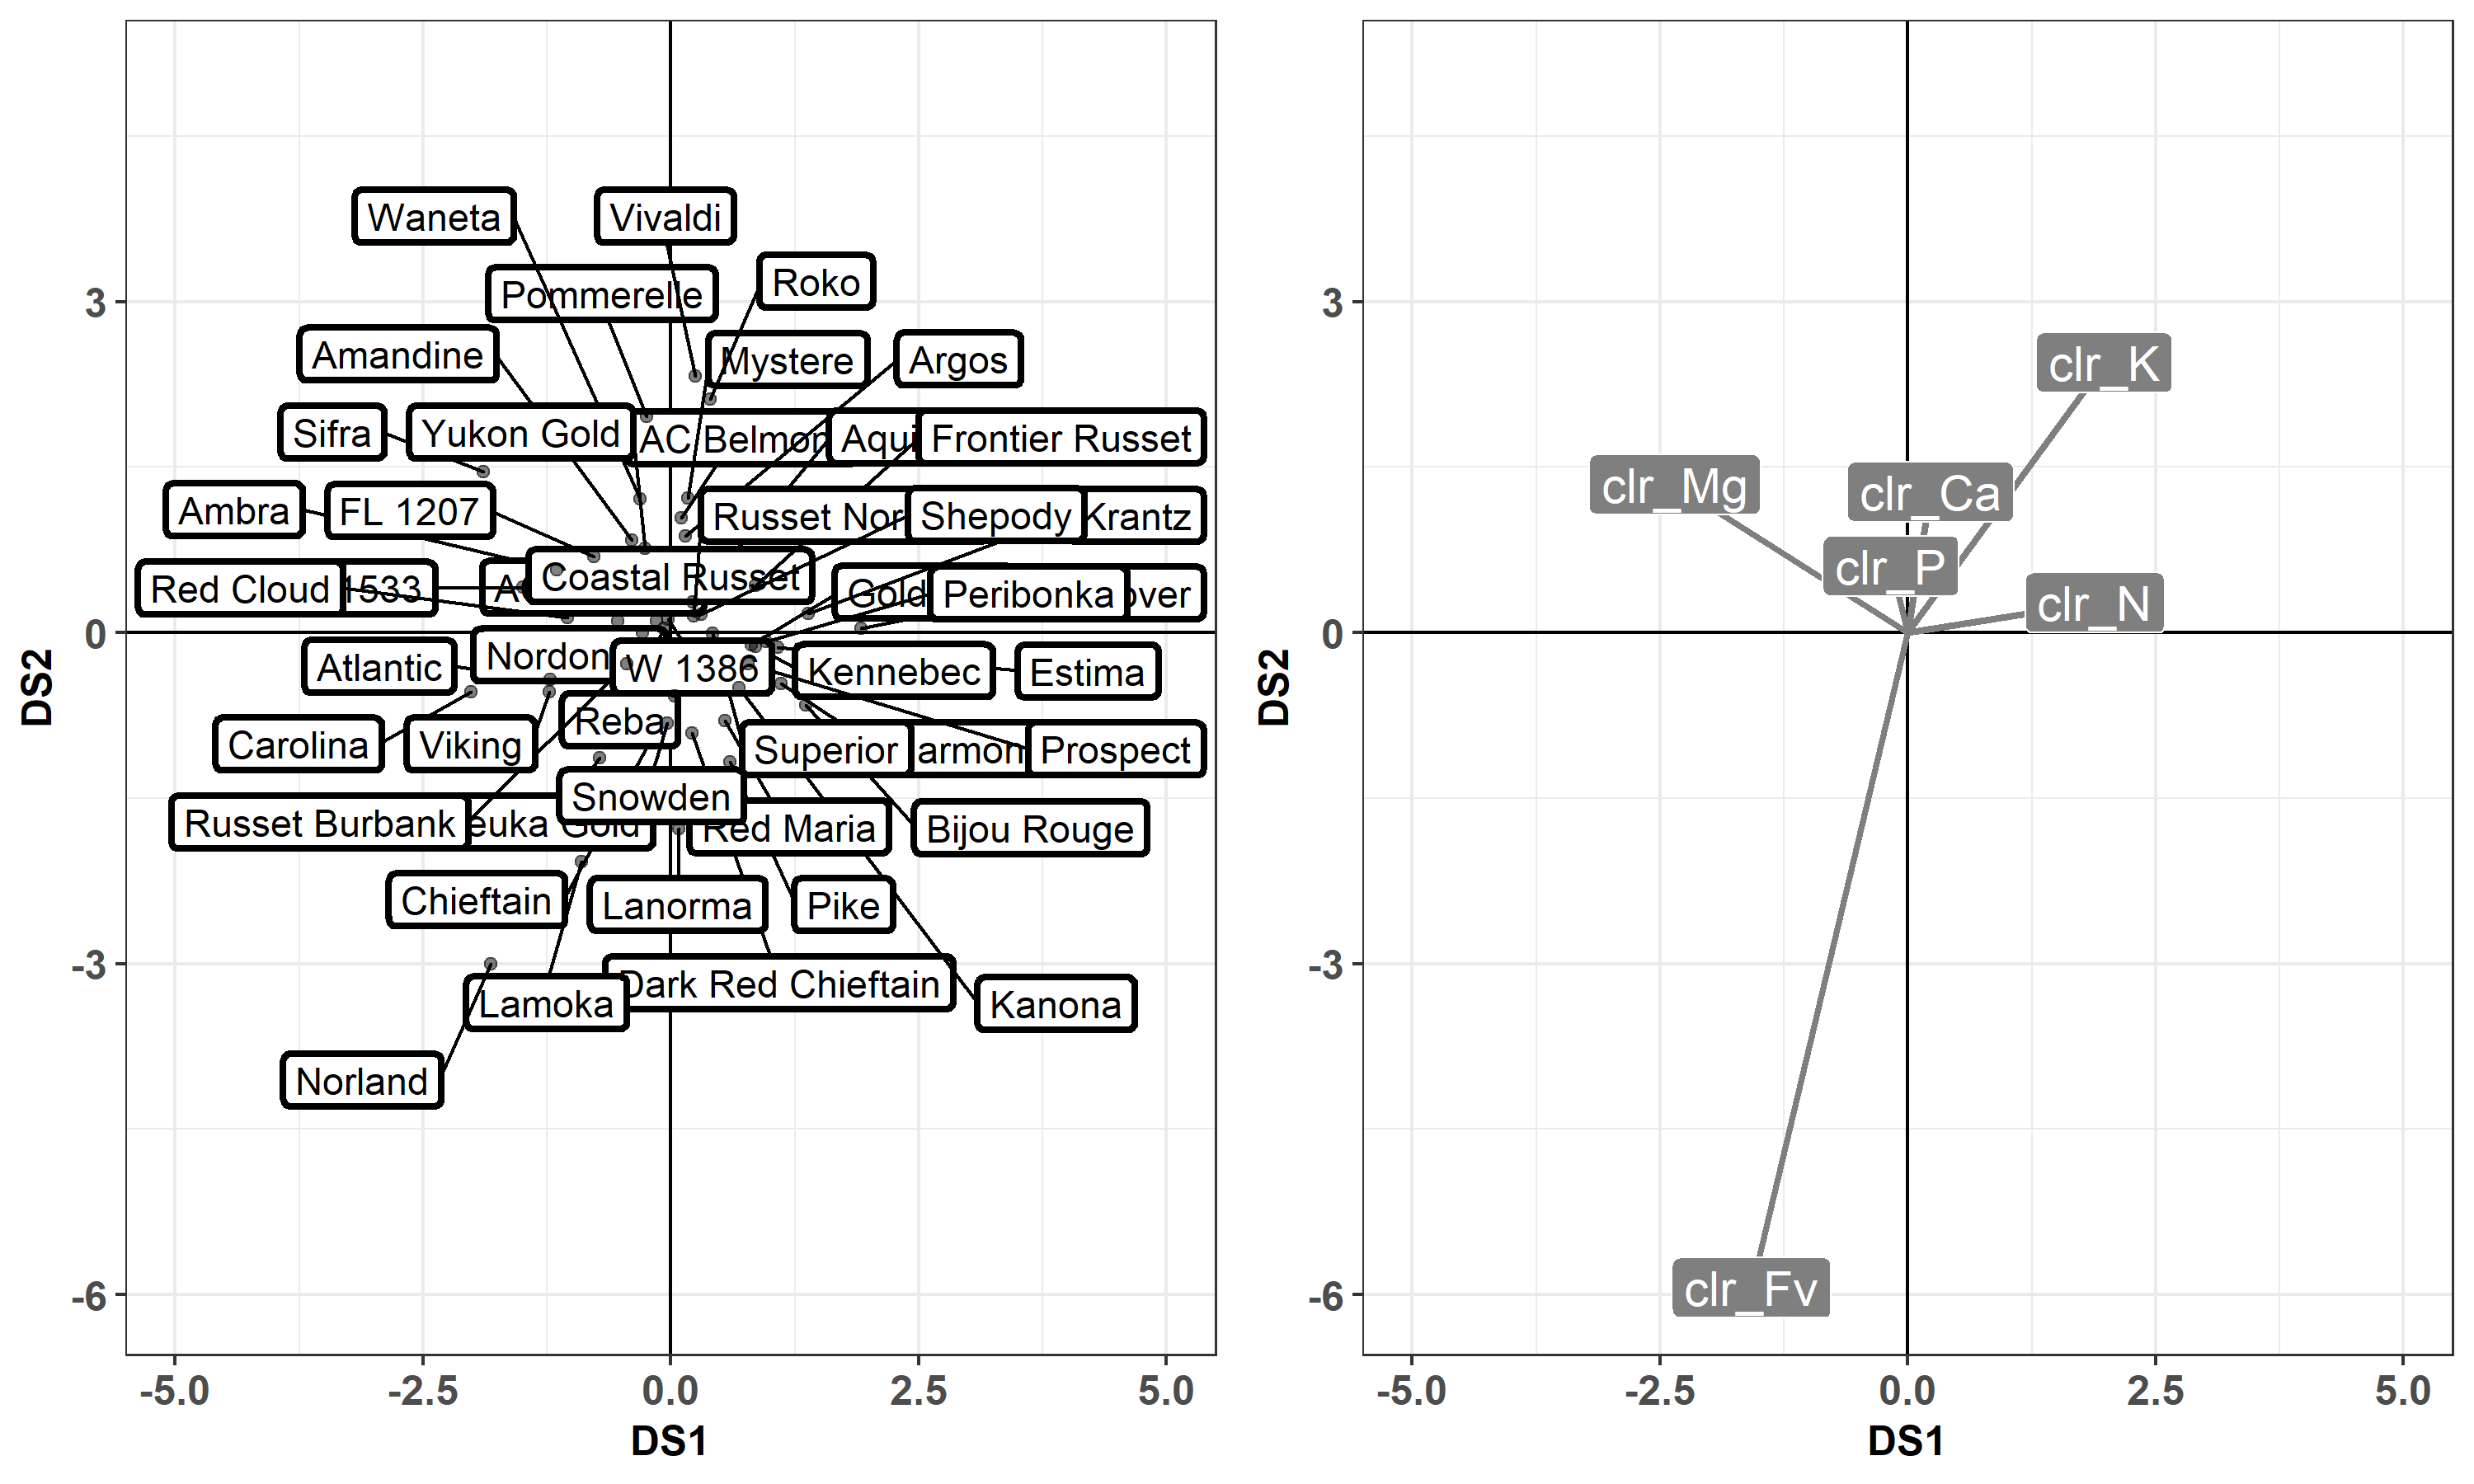 Waneta
Vivaldi
Roko
Pommerelle
Amandine
Mystere
Argos
Sifra
Yukon Gold
AC Belmon
Aqui
Frontier Russet
Ambra
FL 1207
Russet Nor
Shepody
Krantz
Red Cloud
1533
Coastal Russet
Gold
Peribonka
over
Atlantic
Nordon
W 1386
Kennebec
Estima
Carolina
Viking
Reba
Superior
armon
Prospect
Russet Burbank
euka Gold
Snowden
Red Maria
Bijou Rouge
Chieftain
Lanorma
Pike
Lamoka
Dark Red Chieftain
Kanona
Norland
3
0
-3
-6
DS2
-5.0 -2.5 0.0 2.5 5.0
DS1
clr_K
clr_Mg
clr_Ca
clr_P
clr_N
clr_Fv
3
0
-3
-6
DS2
-5.0 -2.5 0.0 2.5 5.0
DS1